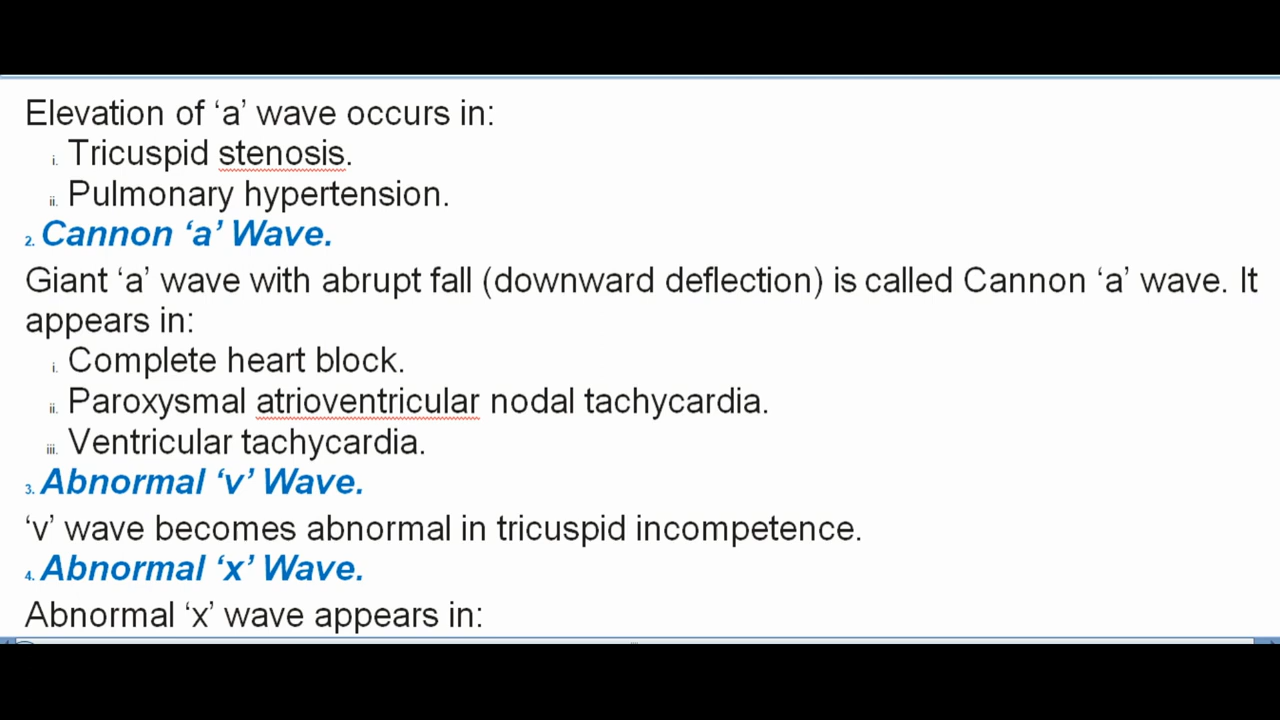 Elevation of ‘a’ wave occurs in:
i. Tricuspid stenosis.
ii. Pulmonary hypertension.
2. Cannon ‘a’ Wave.
Giant ‘a’ wave with abrupt fall (downward deflection) is called Cannon ‘a’ wave. It
appears in:
i. Complete heart block.
ii. Paroxysmal atrioventricular nodal tachycardia.
iii. Ventricular tachycardia.
3. Abnormal ‘v’ Wave.
‘v’ wave becomes abnormal in tricuspid incompetence.
4. Abnormal ‘x’ Wave.
Abnormal ‘x’ wave appears in: